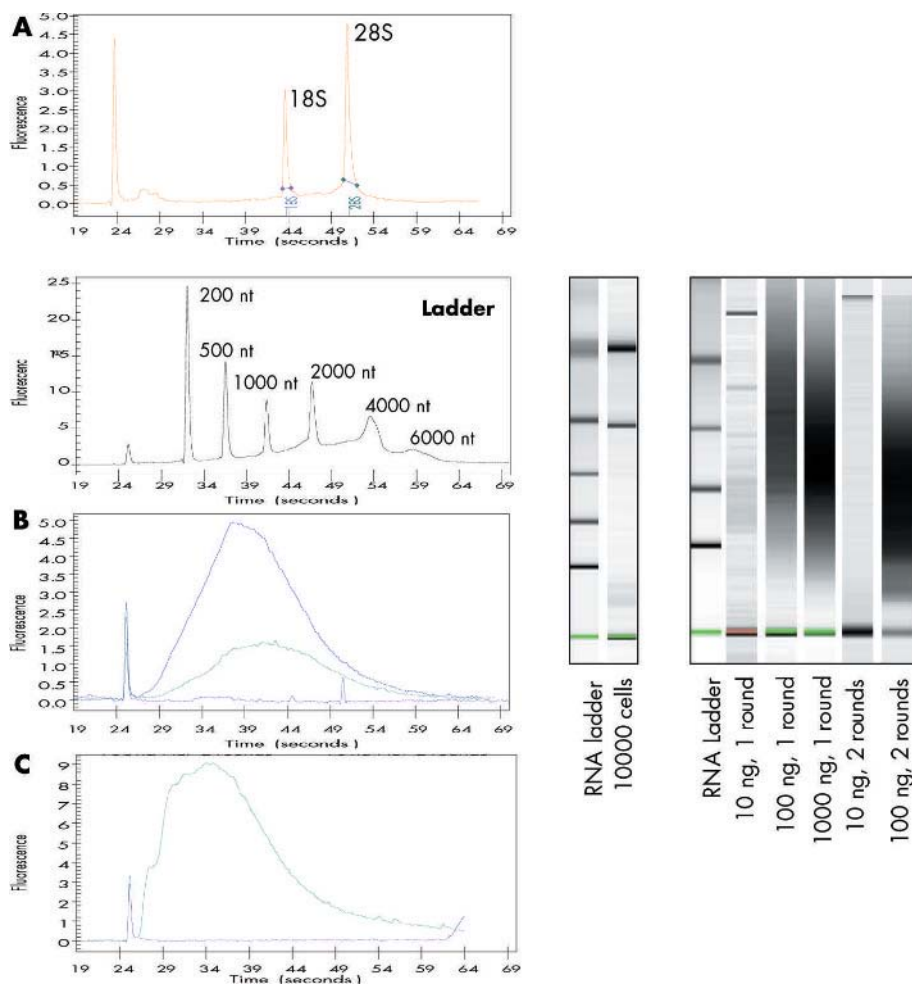 A
Fluorescence
5.0
4.5
4.0
3.5
3.0
2.5
2.0
1.5
1.0
0.5
0.0
18S
28S
18S
28S
19 24 29 34 39 44 49 54 59 64 69
Time (seconds)
Fluorescenc
25
20
15
10
5
0
200 nt
500 nt
1000 nt
2000 nt
4000 nt
6000 nt
Ladder
19 24 29 34 39 44 49 54 59 64 69
Time (seconds)
B
Fluorescence
5.0
4.5
4.0
3.5
3.0
2.5
2.0
1.5
1.0
0.5
0.0
19 24 29 34 39 44 49 54 59 64 69
Time (seconds)
C
Fluorescence
9
8
7
6
5
4
3
2
1
0
19 24 29 34 39 44 49 54 59 64 69
Time (seconds)
RNA ladder
10000 cells
RNA Ladder
10 ng, 1 round
100 ng, 1 round
1000 ng, 1 round
10 ng, 2 rounds
100 ng, 2 rounds